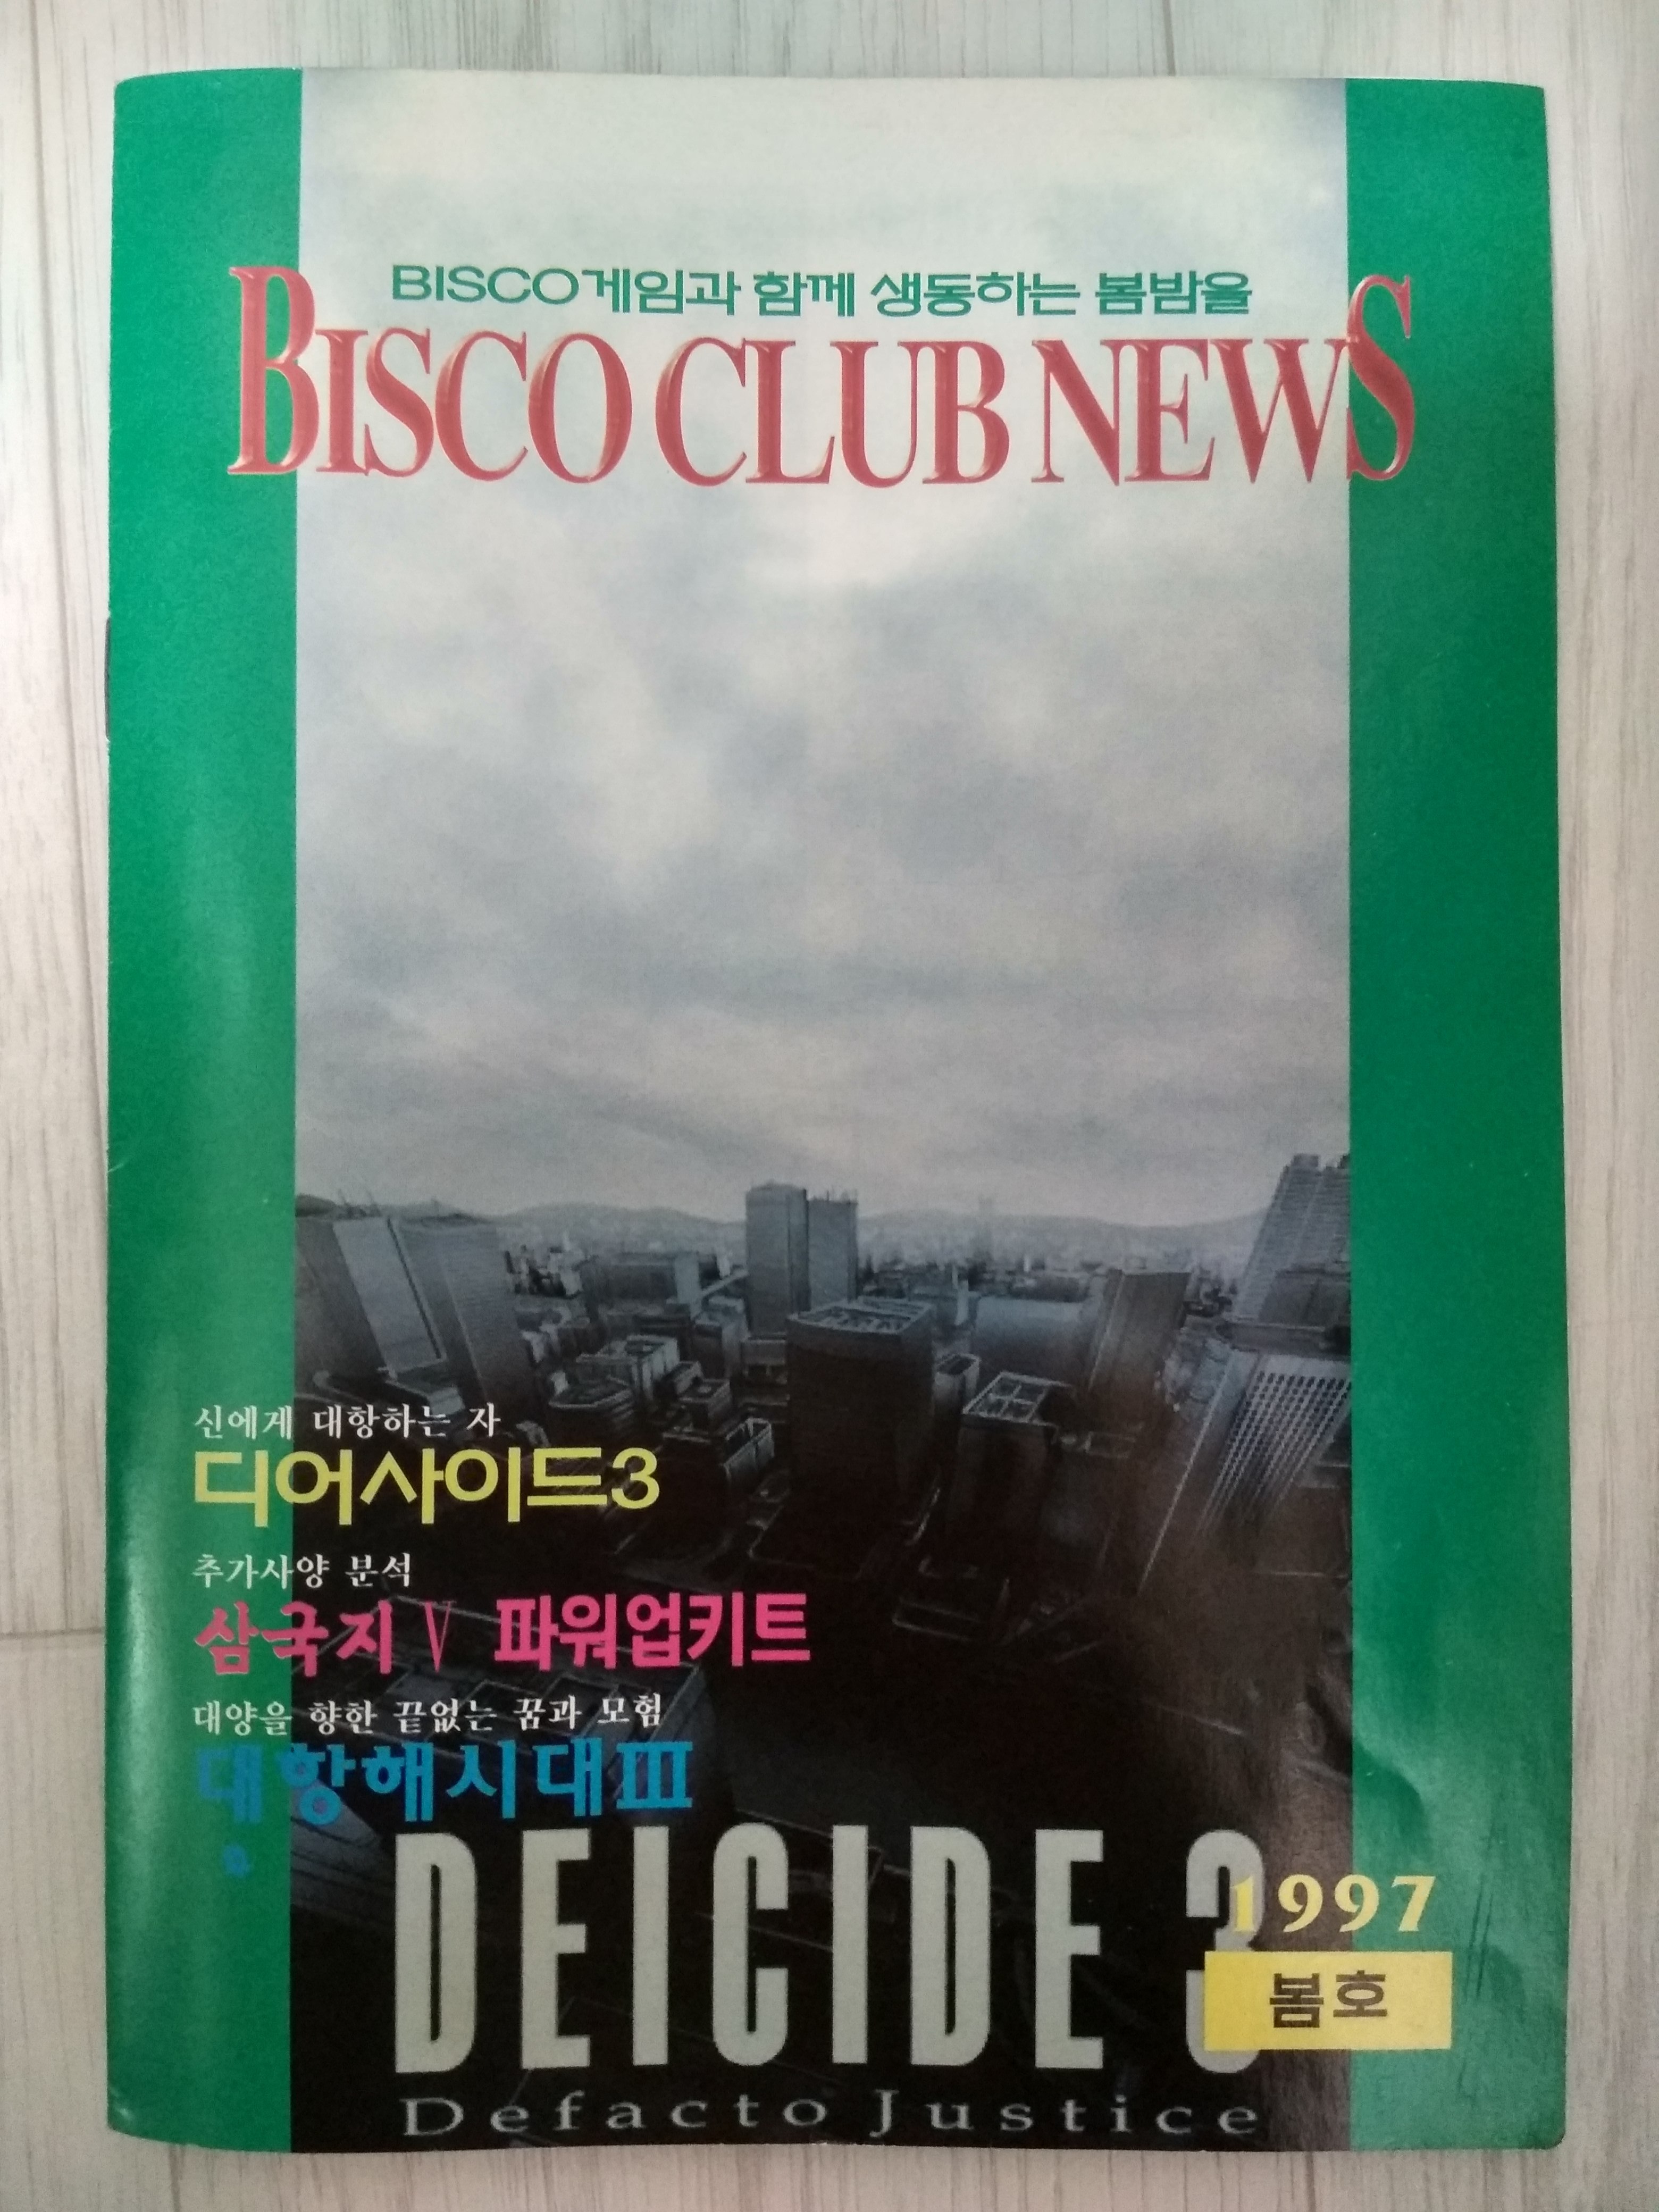 BISCO게임과 함께 생동하는 봄밤을
BISCO CLUB NEWS
신에게 대항하는 자
디어사이드3
추가사양 분석
삼국지 V 파워업키트
대양을 향한 끝없는 꿈과 모험
대항해시대III
DEICIDE 3
1997
봄호
Defacto Justice